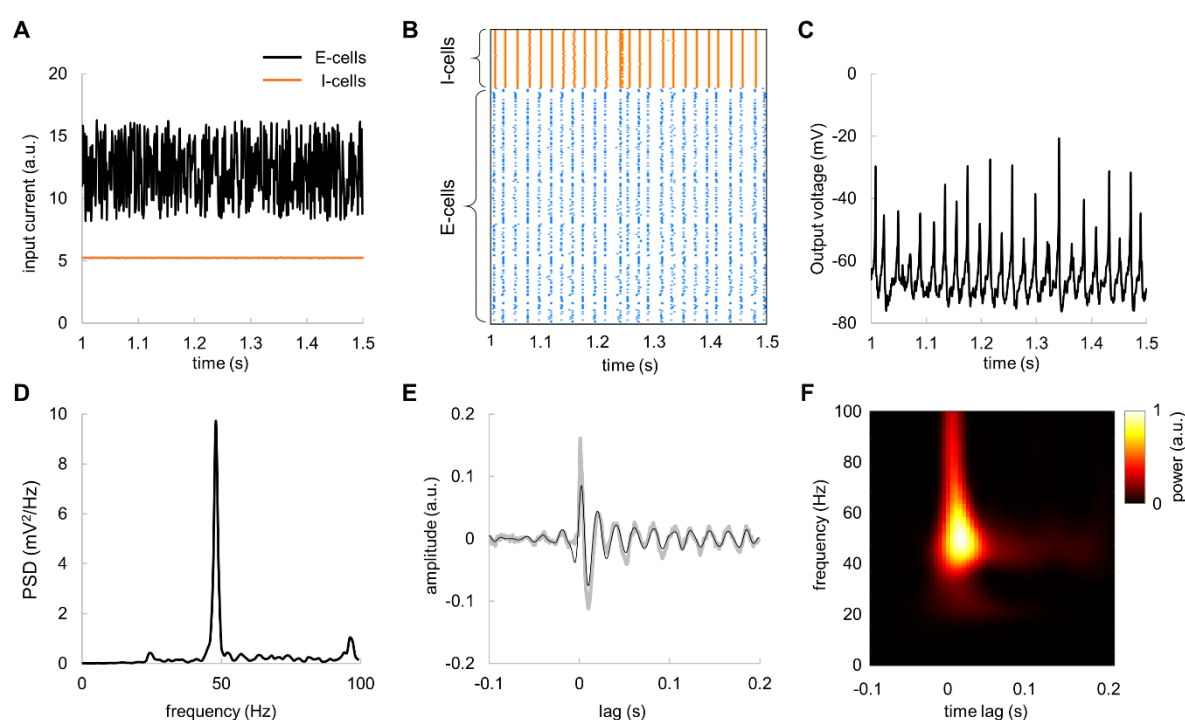 A
E-cells
I-cells
20
15
10
5
0
input current (a.u.)
1 1.1 1.2 1.3 1.4 1.5
time (s)
B
I-cells
E-cells
1 1.1 1.2 1.3 1.4 1.5
time (s)
C
0
-20
-40
-60
-80
Output voltage (mV)
1 1.1 1.2 1.3 1.4 1.5
time (s)
D
10
8
6
4
2
0
PSD (mV²/Hz)
0 50 100
frequency (Hz)
E
0.2
0.1
0
-0.1
-0.2
amplitude (a.u.)
-0.1 0 0.1 0.2
lag (s)
F
100
80
60
40
20
0
frequency (Hz)
-0.1 0 0.1 0.2
time lag (s)
1
0
power (a.u.)